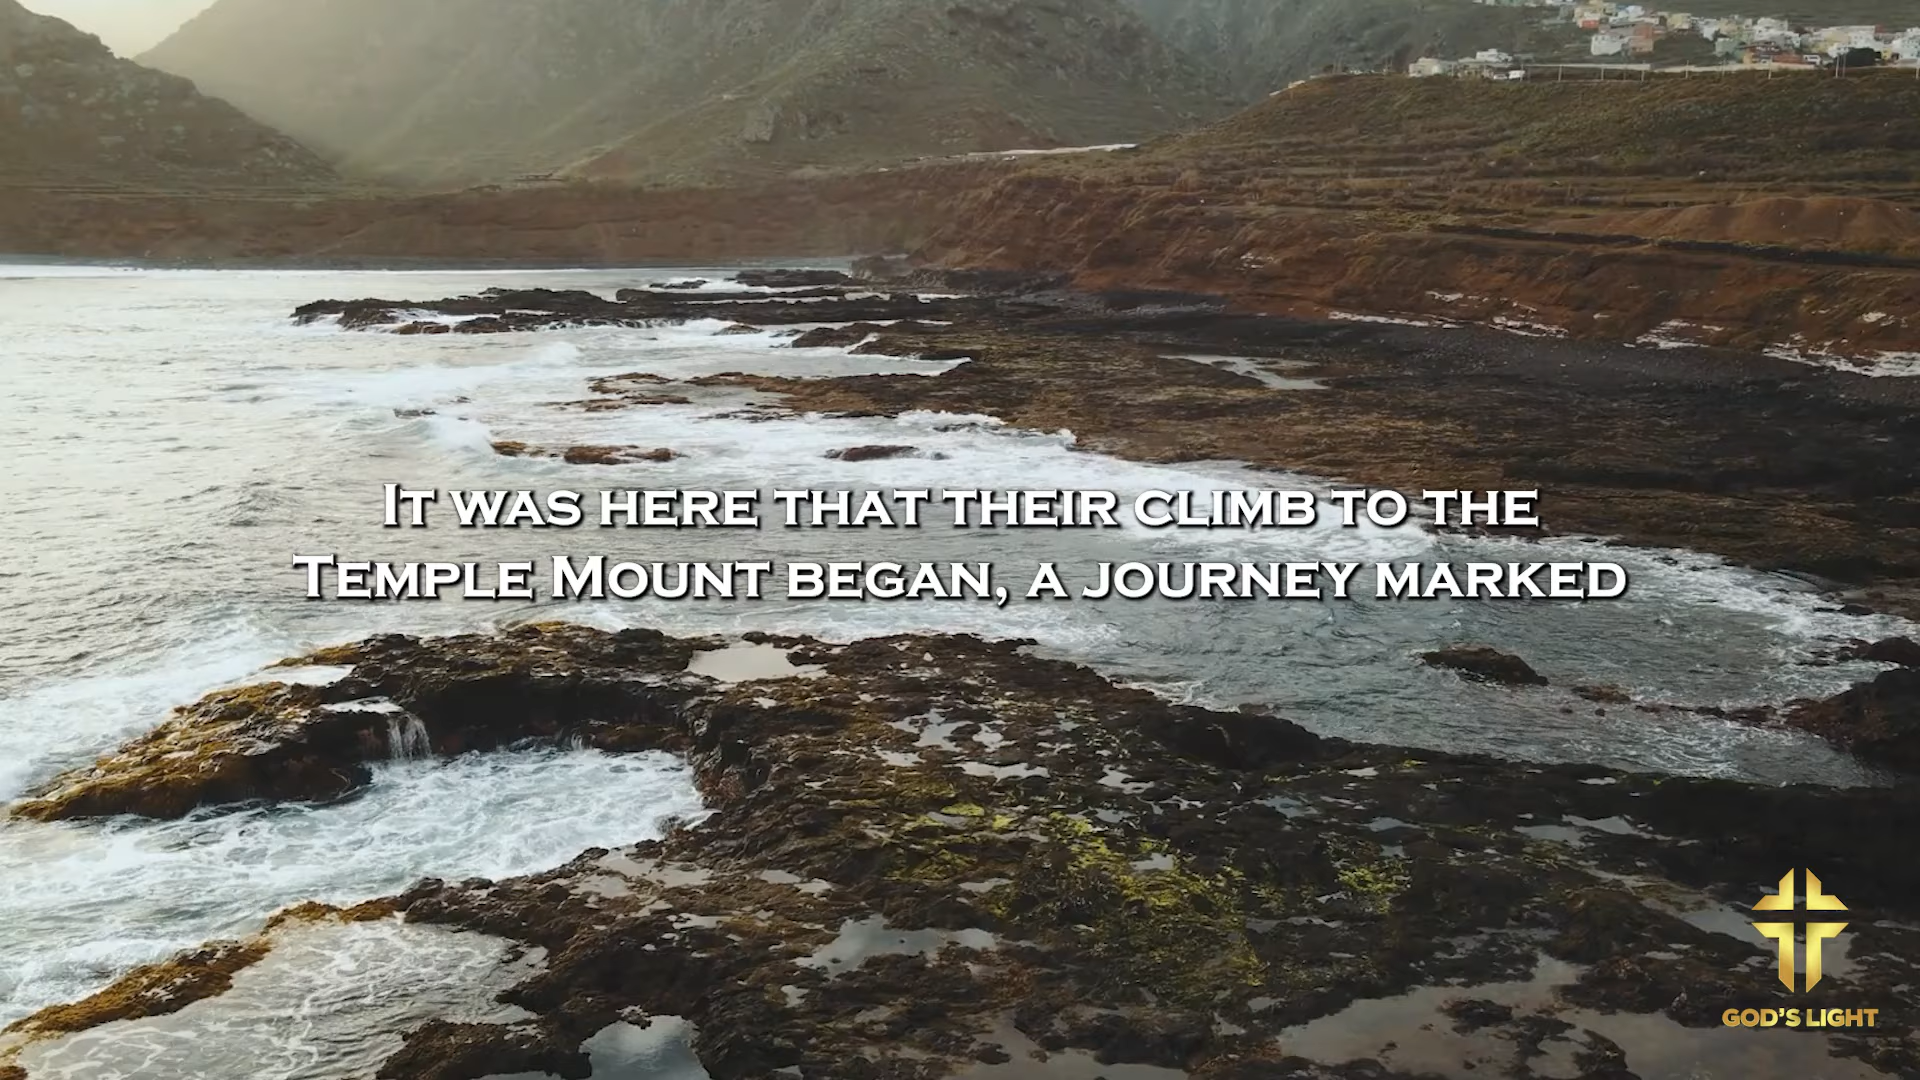 It was here that their climb to the
Temple Mount began, a journey marked
GOD'S LIGHT